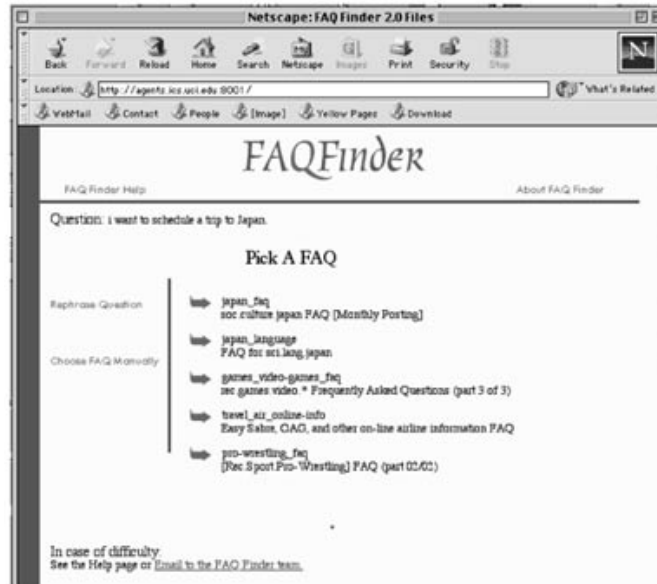 Netscape: FAQ Finder 2.0 Files
Back Forward Reload Home Search Netscape Images Print Security Stop
N
Location: http://agents.ics.uci.edu:8001/ What's Related
WebMail Contact People [Image] Yellow Pages Download
FAQFinder
FAQ Finder Help About FAQ Finder
Question: i want to schedule a trip to Japan.
Pick A FAQ
Rephrase Question
Choose FAQ Manually
japan_faq
soc.culture.japan FAQ [Monthly Posting]
japan_language
FAQ for sci.lang.japan
games_video-games_faq
rec.games.video.* Frequently Asked Questions (part 3 of 3)
travel_air_online-info
Easy Sabre, OAG, and other on-line airline information FAQ
pro-wrestling_faq
[Rec.Sport.Pro-Wrestling] FAQ (part 02/02)
In case of difficulty:
See the Help page or Email to the FAQ Finder team.